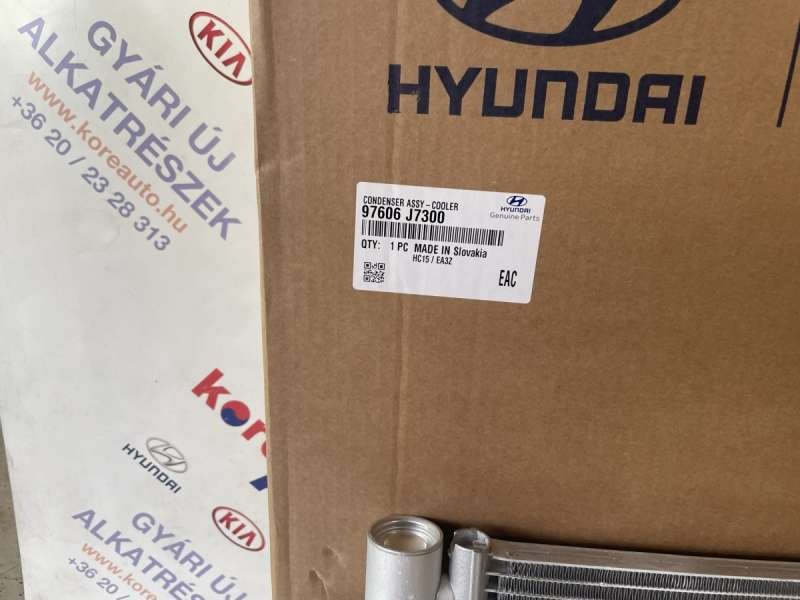 GYÁRI ÚJ
ALKATRÉSZEK
www.koreauto.hu
+36 20 / 23 28 313
KIA
HYUNDAI
CONDENSER ASSY-COOLER
97606 J7300
HYUNDAI
Genuine Parts
QTY: 1 PC MADE IN Slovakia
HC15 / EA3Z
EAC
HYUNDAI
KIA
GYÁRI ÚJ
ALKATRÉSZEK